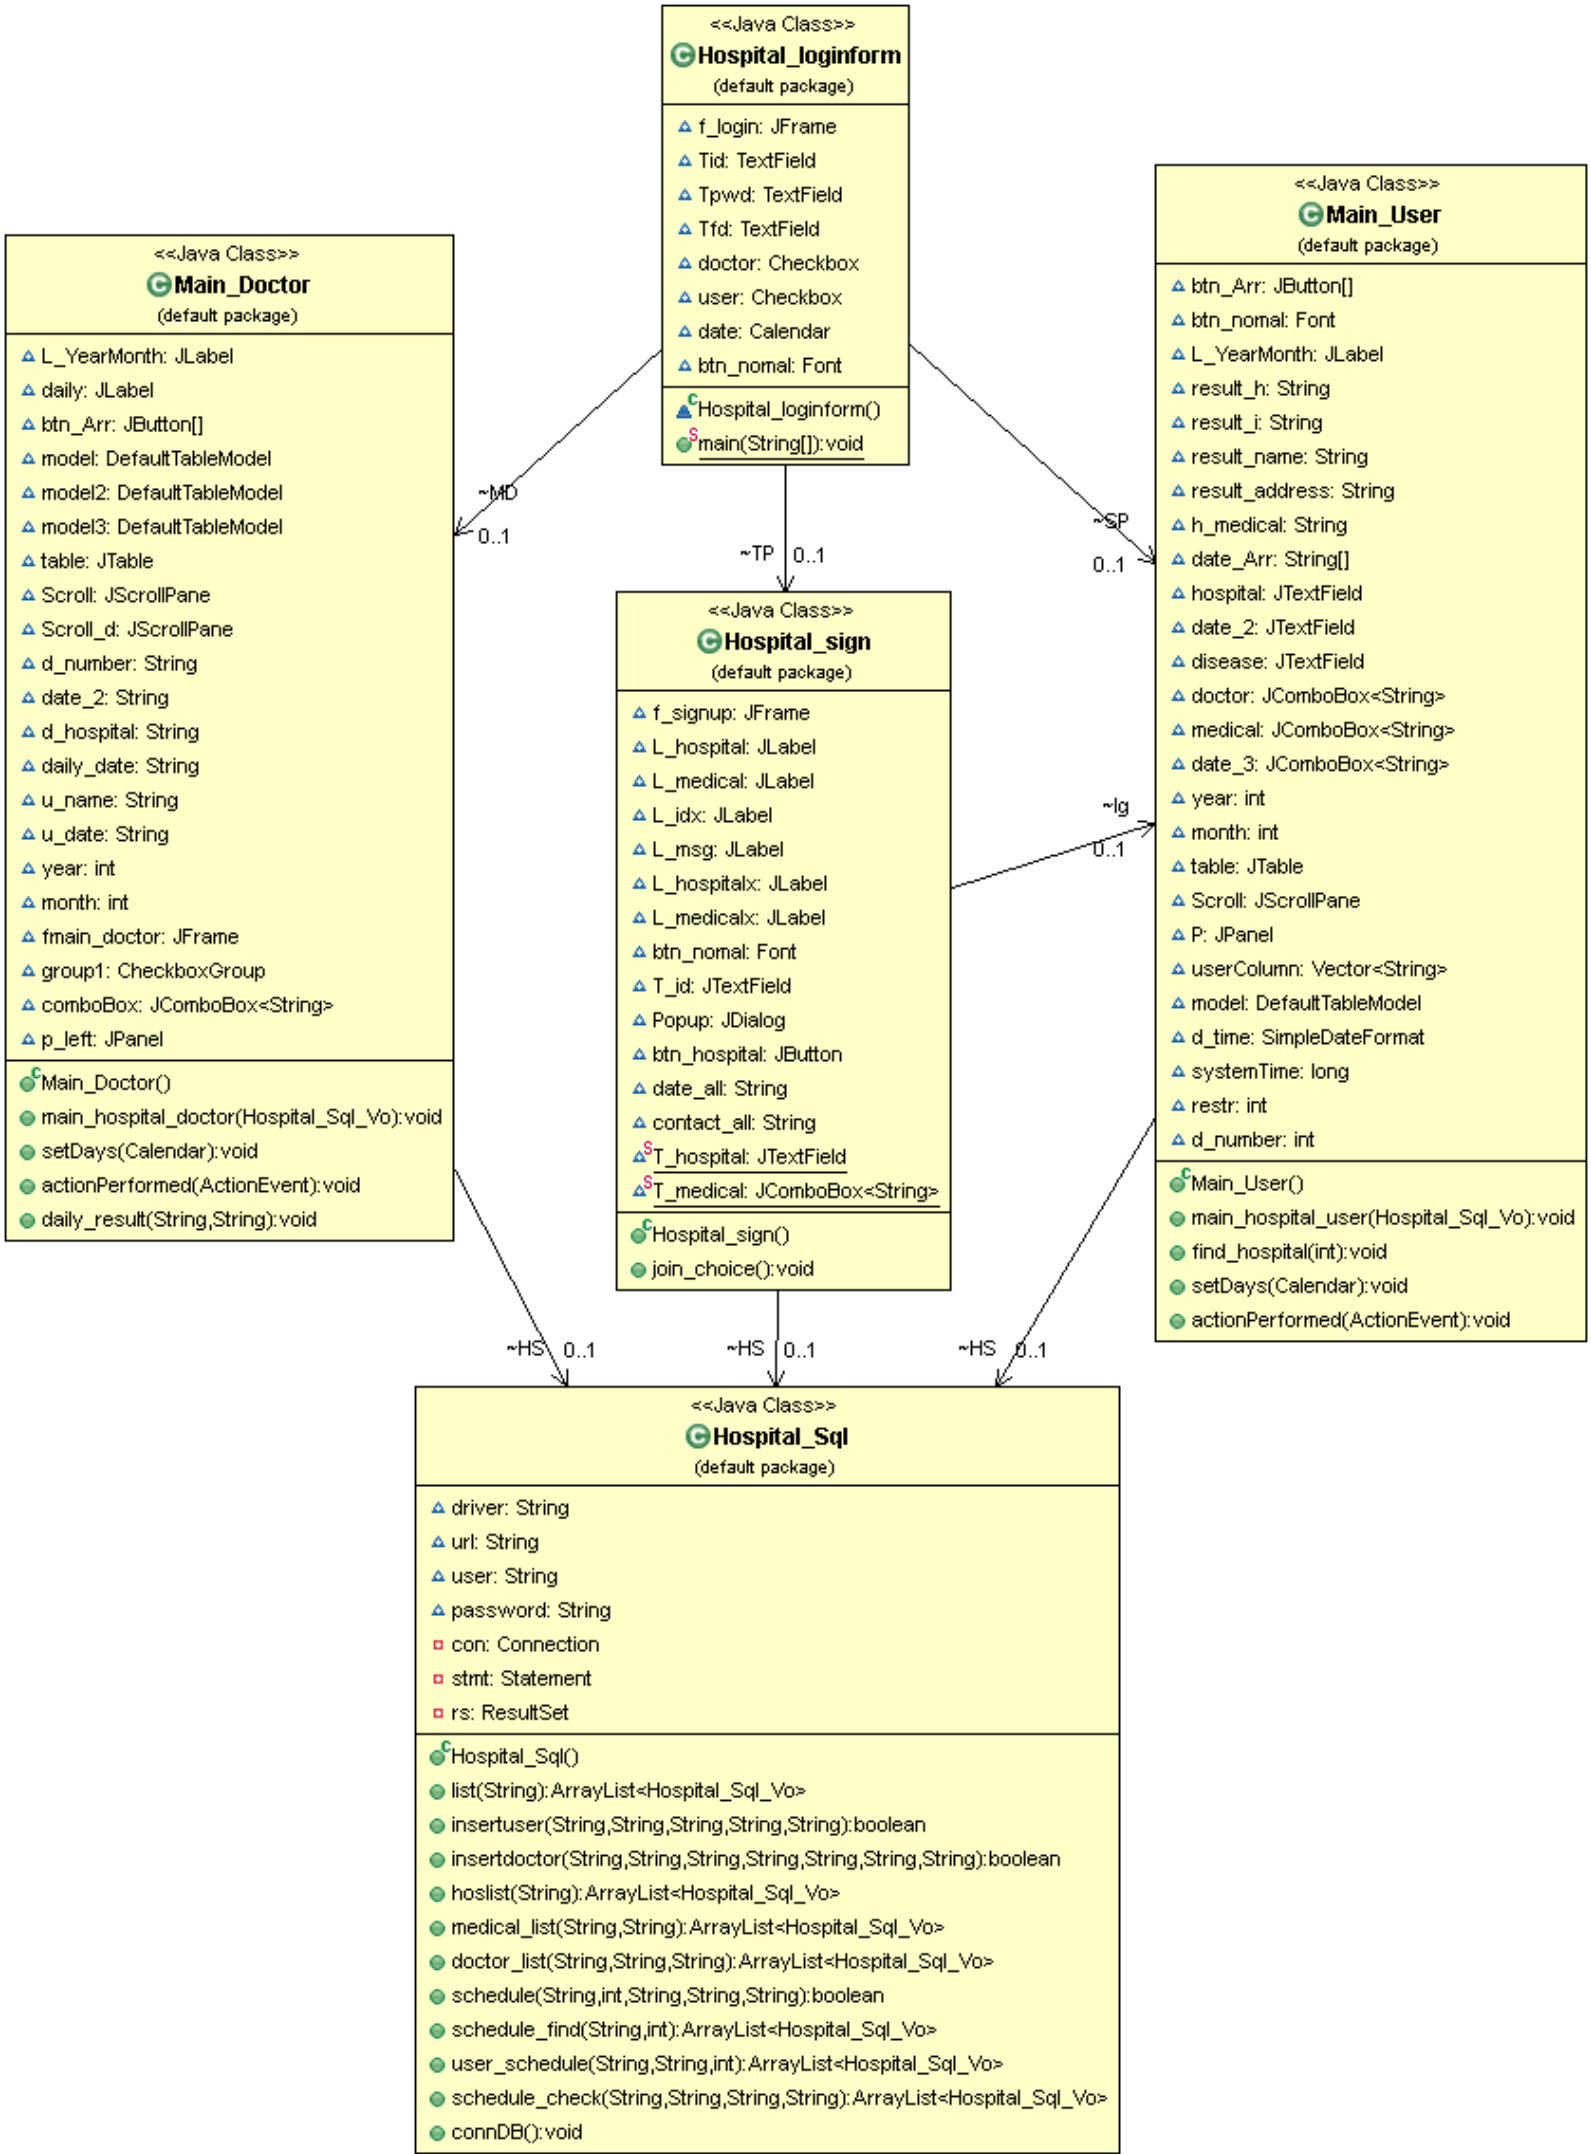 <<Java Class>>
Hospital_loginform
(default package)
f_login: JFrame
Tid: TextField
Tpwd: TextField
Tfd: TextField
doctor: Checkbox
user: Checkbox
date: Calendar
btn_nomal: Font
Hospital_loginform()
main(String[]):void
<<Java Class>>
Main_User
(default package)
btn_Arr: JButton[]
btn_nomal: Font
L_YearMonth: JLabel
result_h: String
result_i: String
result_name: String
result_address: String
h_medical: String
date_Arr: String[]
hospital: JTextField
date_2: JTextField
disease: JTextField
doctor: JComboBox<String>
medical: JComboBox<String>
date_3: JComboBox<String>
year: int
month: int
table: JTable
Scroll: JScrollPane
P: JPanel
userColumn: Vector<String>
model: DefaultTableModel
d_time: SimpleDateFormat
systemTime: long
restr: int
d_number: int
Main_User()
main_hospital_user(Hospital_Sql_Vo):void
find_hospital(int):void
setDays(Calendar):void
actionPerformed(ActionEvent):void
<<Java Class>>
Main_Doctor
(default package)
L_YearMonth: JLabel
daily: JLabel
btn_Arr: JButton[]
model: DefaultTableModel
model2: DefaultTableModel
model3: DefaultTableModel
table: JTable
Scroll: JScrollPane
Scroll_d: JScrollPane
d_number: String
date_2: String
d_hospital: String
daily_date: String
u_name: String
u_date: String
year: int
month: int
fmain_doctor: JFrame
group1: CheckboxGroup
comboBox: JComboBox<String>
p_left: JPanel
Main_Doctor()
main_hospital_doctor(Hospital_Sql_Vo):void
setDays(Calendar):void
actionPerformed(ActionEvent):void
daily_result(String,String):void
~MD
0..1
~TP 0..1
~SP
0..1
<<Java Class>>
Hospital_sign
(default package)
f_signup: JFrame
L_hospital: JLabel
L_medical: JLabel
L_idx: JLabel
L_msg: JLabel
L_hospitalx: JLabel
L_medicalx: JLabel
btn_nomal: Font
T_id: JTextField
Popup: JDialog
btn_hospital: JButton
date_all: String
contact_all: String
T_hospital: JTextField
T_medical: JComboBox<String>
Hospital_sign()
join_choice():void
~lg
0..1
~HS 0..1
~HS 0..1
~HS 0..1
<<Java Class>>
Hospital_Sql
(default package)
driver: String
url: String
user: String
password: String
con: Connection
stmt: Statement
rs: ResultSet
Hospital_Sql()
list(String):ArrayList<Hospital_Sql_Vo>
insertuser(String,String,String,String,String):boolean
insertdoctor(String,String,String,String,String,String,String):boolean
hoslist(String):ArrayList<Hospital_Sql_Vo>
medical_list(String,String):ArrayList<Hospital_Sql_Vo>
doctor_list(String,String,String):ArrayList<Hospital_Sql_Vo>
schedule(String,int,String,String,String):boolean
schedule_find(String,int):ArrayList<Hospital_Sql_Vo>
user_schedule(String,String,int):ArrayList<Hospital_Sql_Vo>
schedule_check(String,String,String,String):ArrayList<Hospital_Sql_Vo>
connDB():void